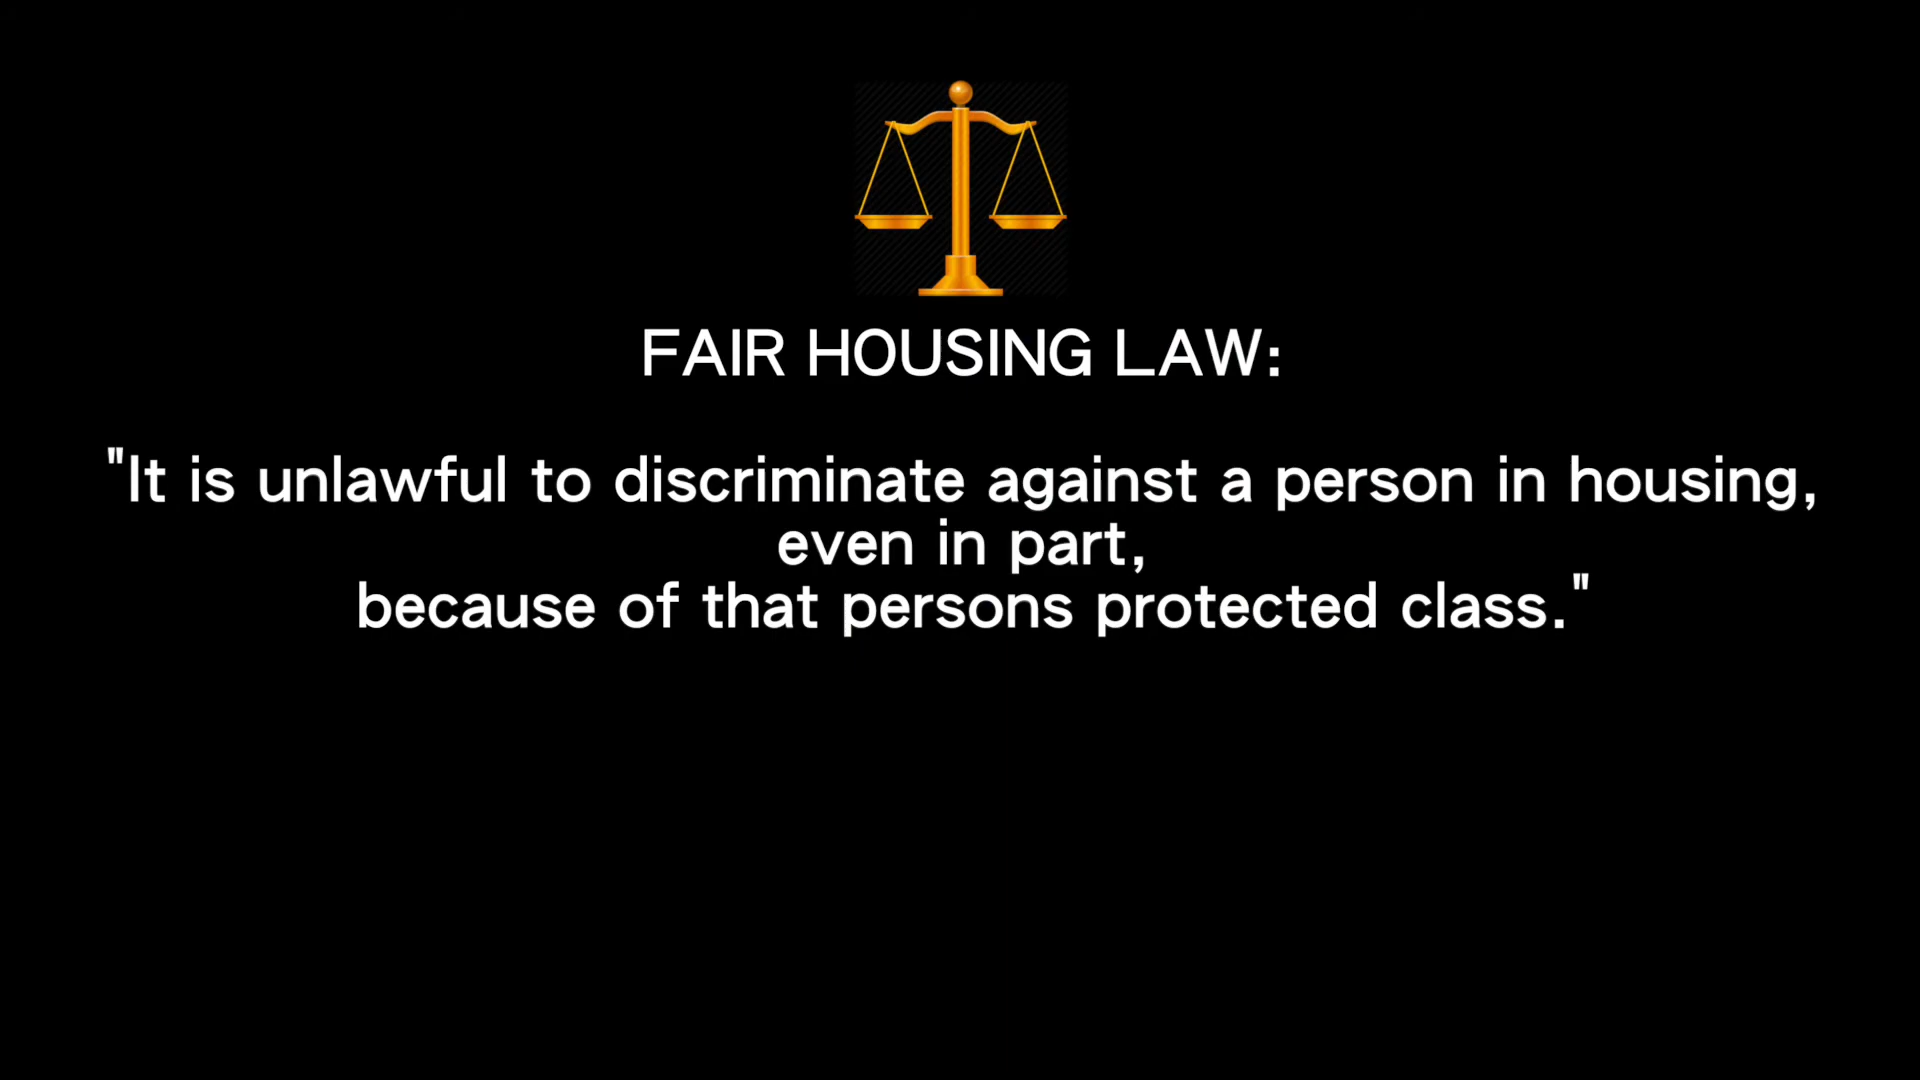 FAIR HOUSING LAW:
"It is unlawful to discriminate against a person in housing,
even in part,
because of that persons protected class."